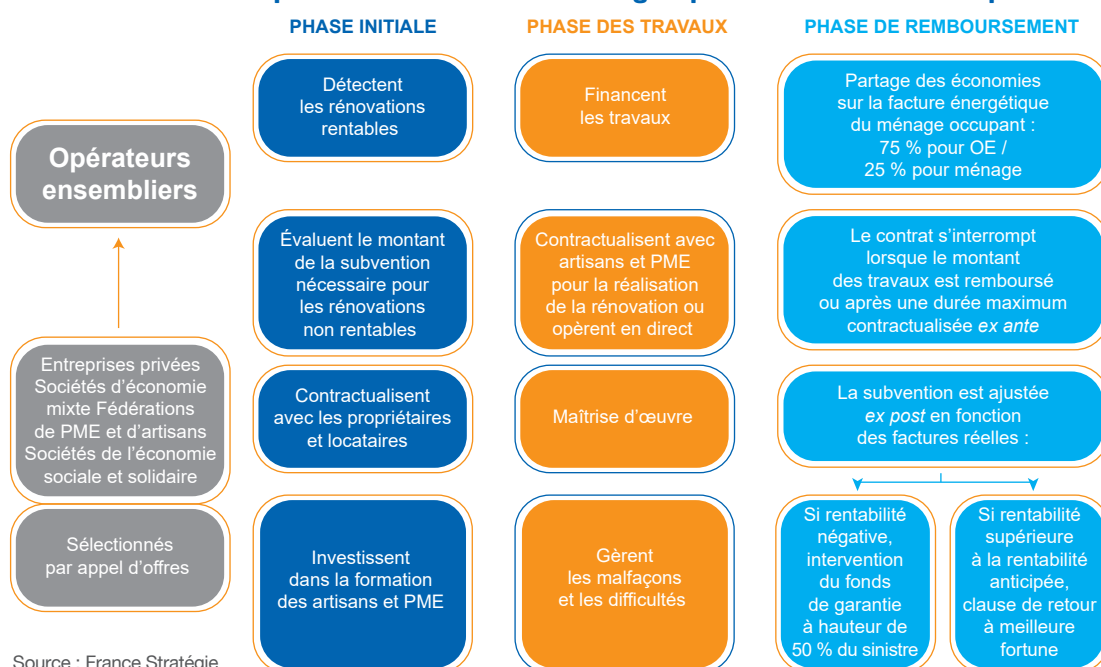 PHASE INITIALE
PHASE DES TRAVAUX
PHASE DE REMBOURSEMENT
Opérateurs
ensembliers
Entreprises privées
Sociétés d’économie
mixte Fédérations
de PME et d’artisans
Sociétés de l’économie
sociale et solidaire
Sélectionnés
par appel d’offres
Détectent
les rénovations
rentables
Évaluent le montant
de la subvention
nécessaire pour
les rénovations
non rentables
Contractualisent
avec les propriétaires
et locataires
Investissent
dans la formation
des artisans et PME
Financent
les travaux
Contractualisent avec
artisans et PME
pour la réalisation
de la rénovation ou
opèrent en direct
Maîtrise d’œuvre
Gèrent
les malfaçons
et les difficultés
Partage des économies
sur la facture énergétique
du ménage occupant :
75 % pour OE /
25 % pour ménage
Le contrat s’interrompt
lorsque le montant
des travaux est remboursé
ou après une durée maximum
contractualisée ex ante
La subvention est ajustée
ex post en fonction
des factures réelles :
Si rentabilité
négative,
intervention
du fonds
de garantie
à hauteur de
50 % du sinistre
Si rentabilité
supérieure
à la rentabilité
anticipée,
clause de retour
à meilleure
fortune
Source : France Stratégie